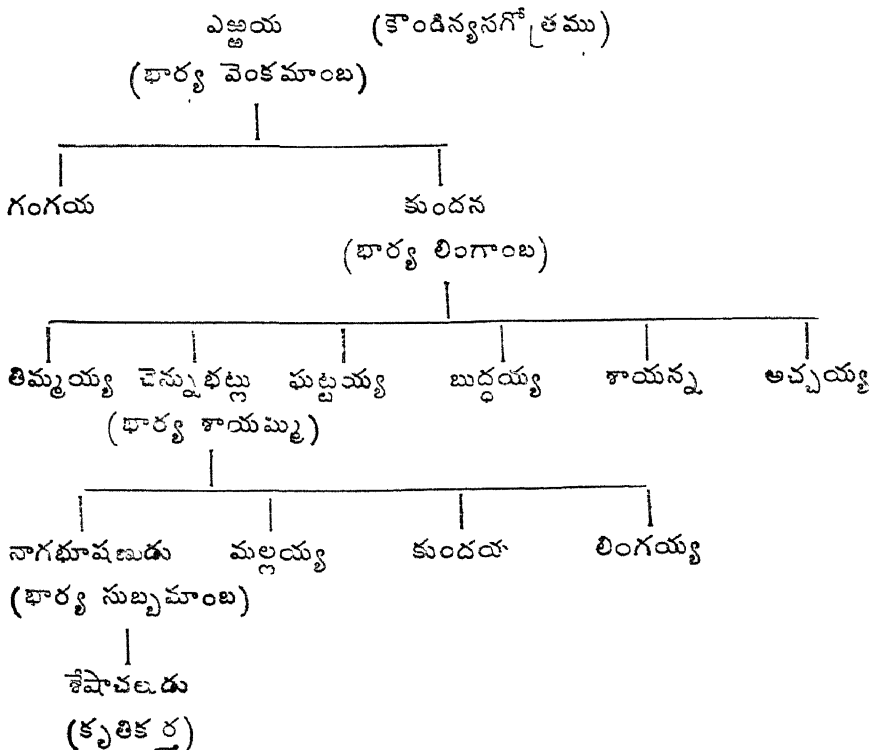 ఎఱ్ఱయ (కౌండిన్యసగోత్రము)
(భార్య వెంకమాంబ)
గంగయ కుందన
(భార్య లింగాంబ)
తిమ్మయ్య చెన్నుభట్లు ఘట్టయ్య బుద్ధయ్య శాయన్న అచ్చయ్య
(భార్య శాయమ్మ)
నాగభూషణుడు మల్లయ్య కుందయ లింగయ్య
(భార్య సుబ్బమాంబ)
శేషాచలుడు
(కృతికర్త)